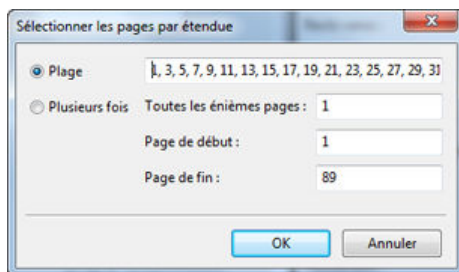 Sélectionner les pages par étendue
Plage 1, 3, 5, 7, 9, 11, 13, 15, 17, 19, 21, 23, 25, 27, 29, 31
Plusieurs fois Toutes les énièmes pages : 1
Page de début : 1
Page de fin : 89
OK Annuler